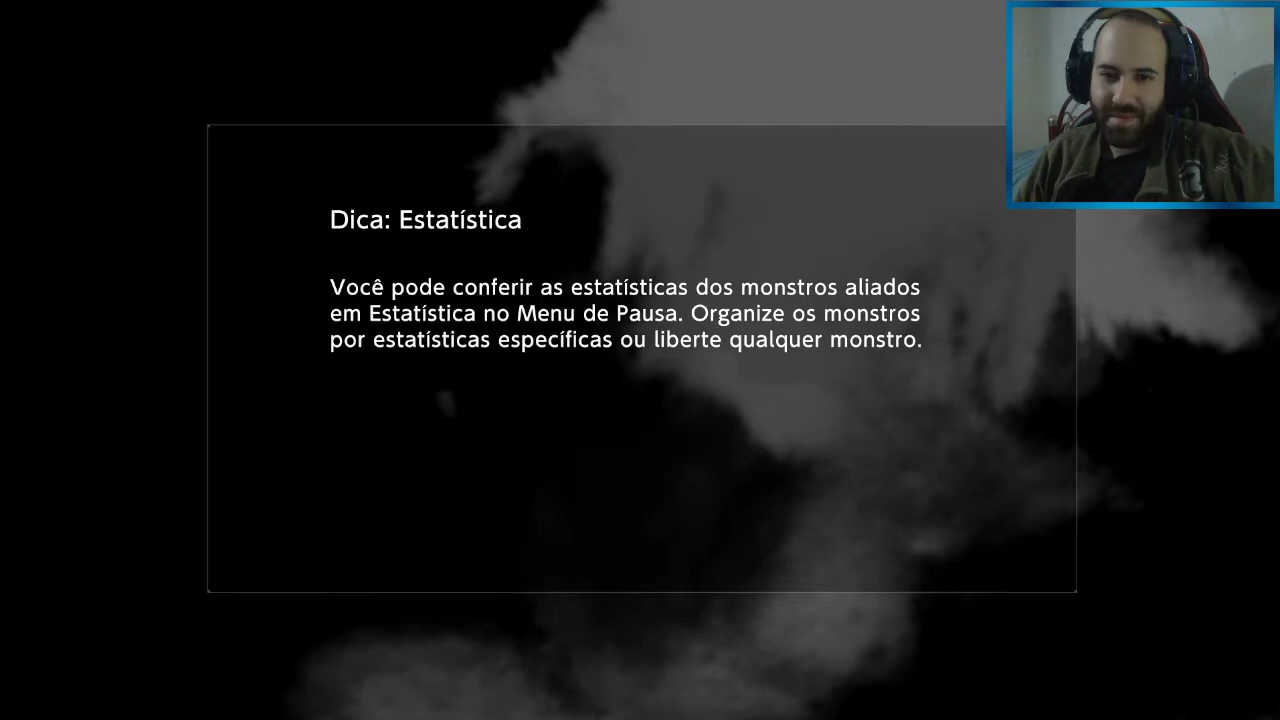 Dica: Estatística
Você pode conferir as estatísticas dos monstros aliados
em Estatística no Menu de Pausa. Organize os monstros
por estatísticas específicas ou liberte qualquer monstro.